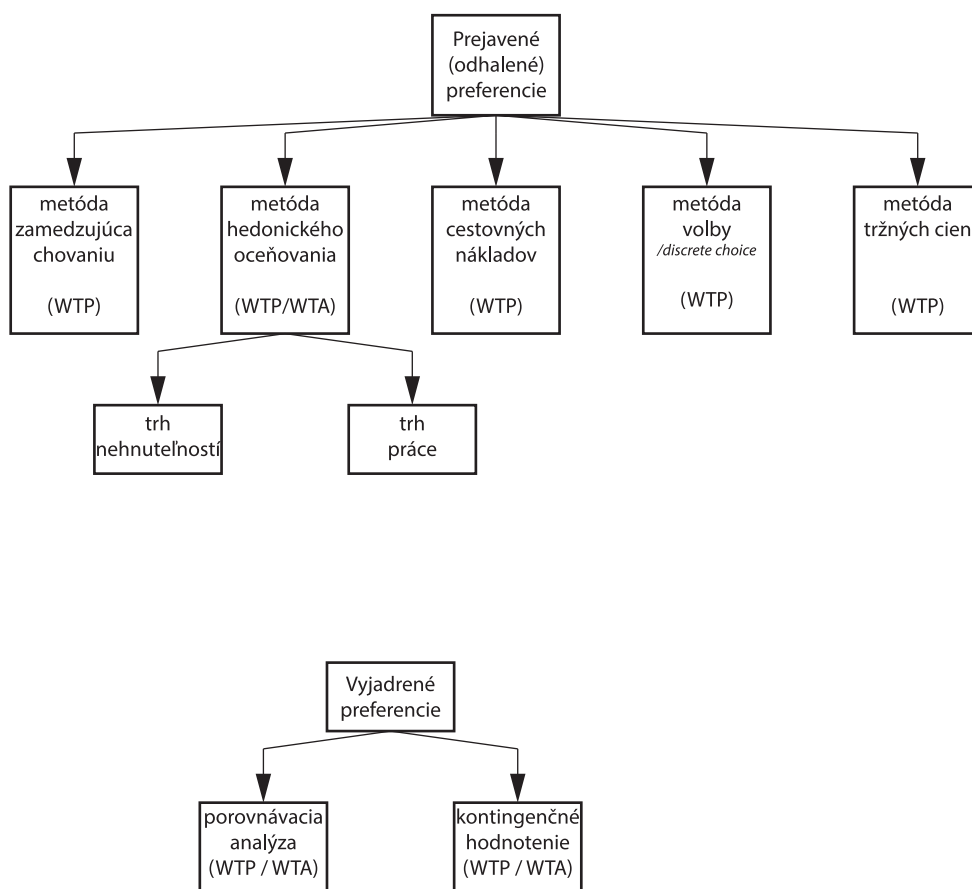 Prejavené
(odhalené)
preferencie
metóda
zamedzujúca
chovaniu
(WTP)
metóda
hedonického
oceňovania
(WTP/WTA)
metóda
cestovných
nákladov
(WTP)
metóda
volby
/discrete choice
(WTP)
metóda
tržných cien
(WTP)
trh
nehnuteľností
trh
práce
Vyjadrené
preferencie
porovnávacia
analýza
(WTP / WTA)
kontingenčné
hodnotenie
(WTP / WTA)